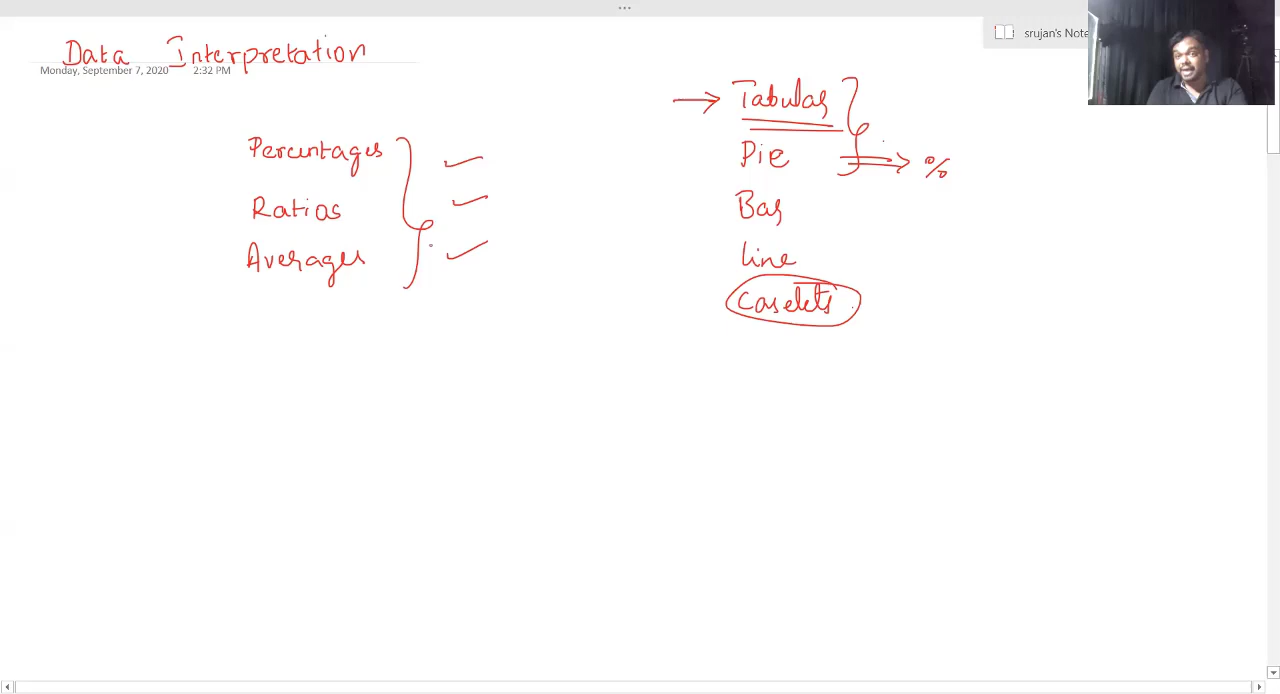 srujan's Note
Data Interpretation
Monday, September 7, 2020 2:32 PM
Percentages
Ratios
Averages
Tabular
Pie
%
Bar
Line
Caselets